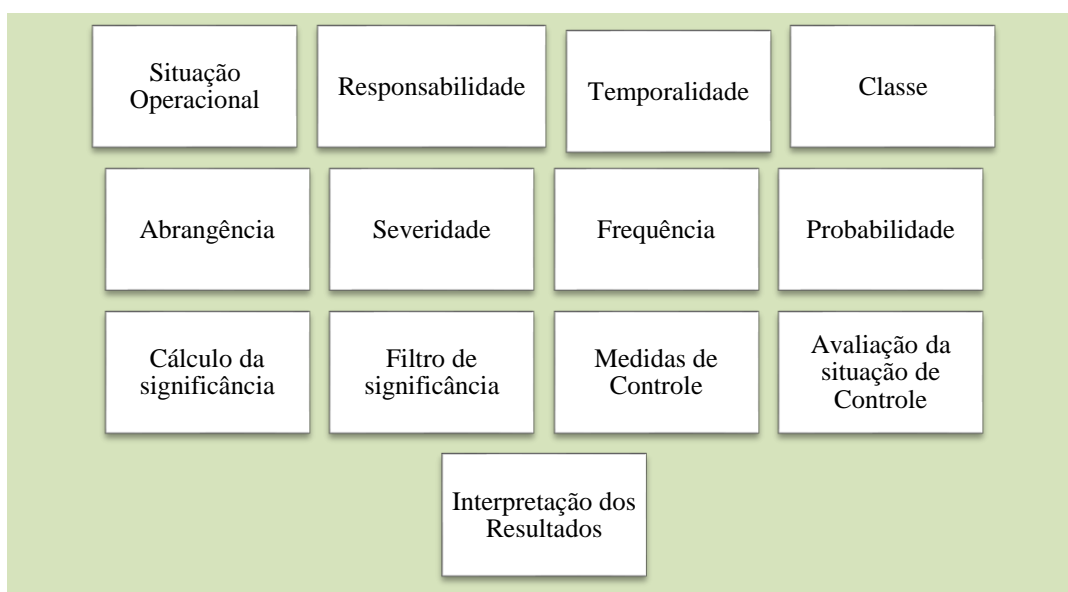 Situação
Operacional
Responsabilidade
Temporalidade
Classe
Abrangência
Severidade
Frequência
Probabilidade
Cálculo da
significância
Filtro de
significância
Medidas de
Controle
Avaliação da
situação de
Controle
Interpretação dos
Resultados